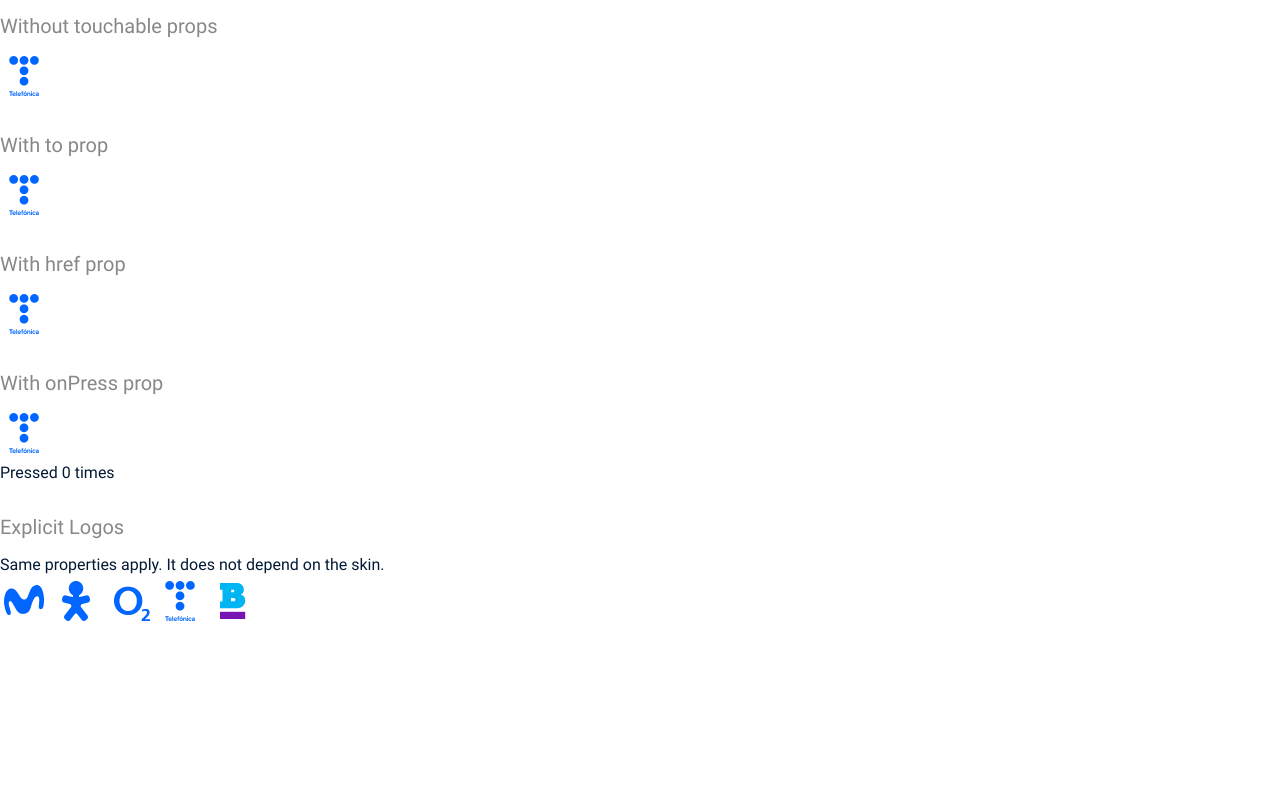 Without touchable props
Telefónica
With to prop
Telefónica
With href prop
Telefónica
With onPress prop
Telefónica
Pressed 0 times
Explicit Logos
Same properties apply. It does not depend on the skin.
O2 Telefónica B